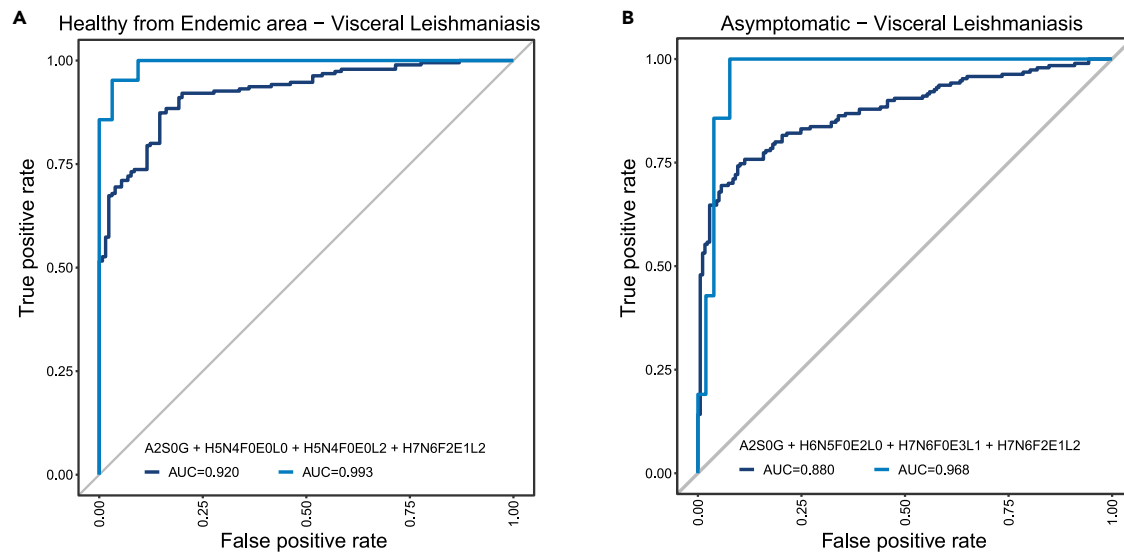 A
Healthy from Endemic area − Visceral Leishmaniasis
True positive rate
1.00
0.75
0.50
0.25
0.00
A2S0G + H5N4F0E0L0 + H5N4F0E0L2 + H7N6F2E1L2
AUC=0.920 AUC=0.993
0.00 0.25 0.50 0.75 1.00
False positive rate
B
Asymptomatic − Visceral Leishmaniasis
True positive rate
1.00
0.75
0.50
0.25
0.00
A2S0G + H6N5F0E2L0 + H7N6F0E3L1 + H7N6F2E1L2
AUC=0.880 AUC=0.968
0.00 0.25 0.50 0.75 1.00
False positive rate